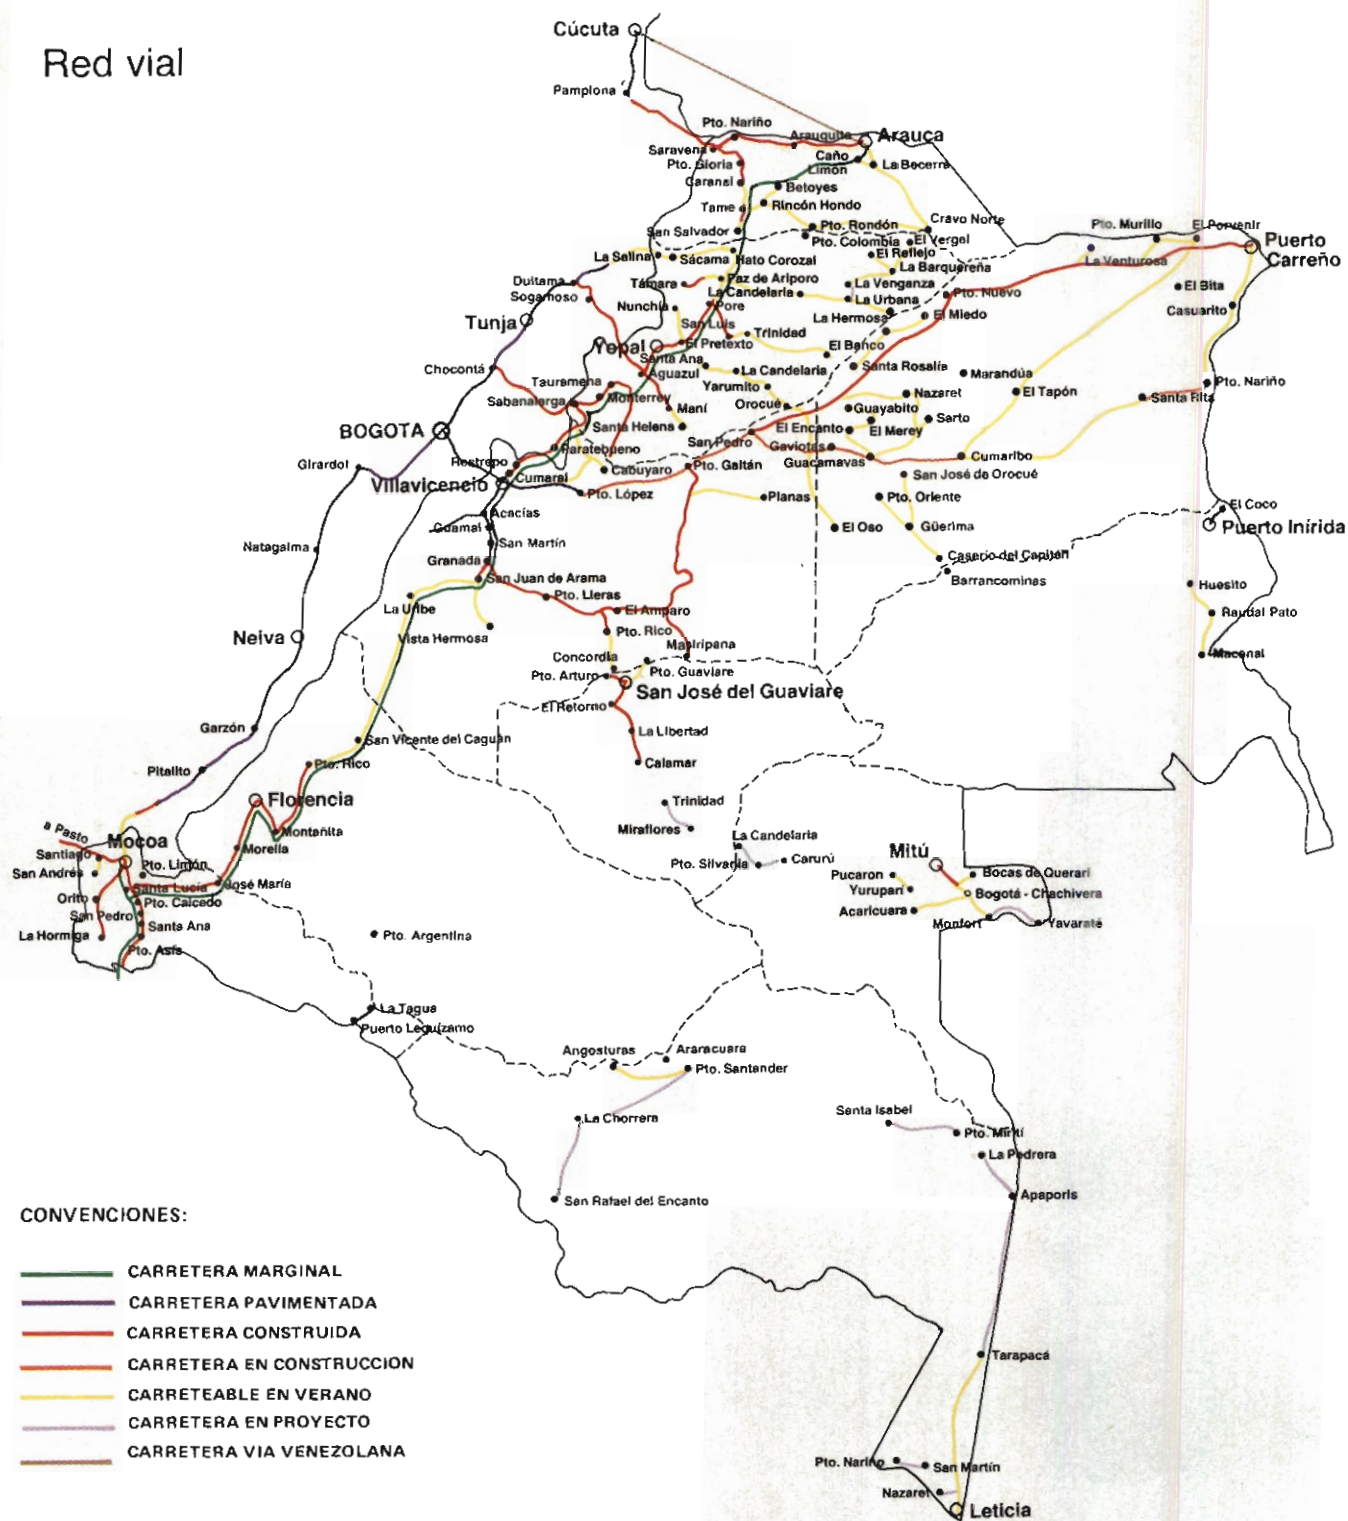 Red vial
Cúcuta
Pamplona
Pto. Nariño
Arauquita
Arauca
Saravena
Caño
Limón
La Becerra
Pto. Gloria
Caranal
Betoyes
Tame
Rincón Hondo
Cravo Norte
Pto. Rondón
San Salvador
Pto. Colombia
El Vergel
Pto. Murillo
El Porvenir
Puerto
Carreño
La Salina
Sácama
Hato Corozal
El Reflejo
La Barquereña
La Venturosa
Duitama
Támara
Paz de Ariporo
La Venganza
El Bita
Sogamoso
La Candelaria
La Urbana
Pto. Nuevo
Nunchía
Pore
La Hermosa
El Miedo
Casuarito
Tunja
San Luis
Trinidad
Yopal
El Pretexto
El Banco
Santa Ana
Chocontá
Aguazul
La Candelaria
Santa Rosalía
Marandúa
Tauramena
Yarumito
Nazaret
El Tapón
Pto. Nariño
Sabanalarga
Monterrey
Maní
Orocué
Guayabito
Santa Rita
BOGOTA
Santa Helena
El Encanto
El Merey
Sarto
San Pedro
Gaviotas
Paratebueno
Girardot
Restrepo
Cabuyaro
Pto. Gaitán
Guacamavas
Cumaribo
Villavicencio
Cumaral
San José de Orocué
Pto. López
Planas
Pto. Oriente
El Coco
Acacías
Guamal
El Oso
Güerima
Puerto Inírida
Natagaima
San Martín
Granada
Caserio del Capitán
San Juan de Arama
Barrancominas
Huesito
La Uribe
Pto. Lleras
El Amparo
Raudal Pato
Neiva
Vista Hermosa
Pto. Rico
Mapiripana
Macanal
Concordia
Pto. Arturo
Pto. Guaviare
San José del Guaviare
El Retorno
Garzón
La Libertad
San Vicente del Caguán
Pitalito
Pto. Rico
Calamar
Florencia
Trinidad
a Pasto
Mocoa
Montañita
Miraflores
La Candelaria
Santiago
Morelia
Pto. Limón
Pto. Silvania
Carurú
Mitú
San Andrés
Pucaron
Bocas de Querari
Santa Lucia
José María
Yurupari
Bogotá - Chachivera
Orito
Pto. Caicedo
Acaricuara
San Pedro
Monfort
Yavaraté
Santa Ana
La Hormiga
Pto. Argentina
Pto. Asís
La Tagua
Puerto Leguízamo
Angosturas
Araracuara
Pto. Santander
La Chorrera
Santa Isabel
Pto. Mirití
La Pedrera
San Rafael del Encanto
Apaporis
CONVENCIONES:
CARRETERA MARGINAL
CARRETERA PAVIMENTADA
CARRETERA CONSTRUIDA
CARRETERA EN CONSTRUCCION
CARRETEABLE EN VERANO
CARRETERA EN PROYECTO
CARRETERA VIA VENEZOLANA
Tarapacá
Pto. Nariño
San Martín
Nazaret
Leticia